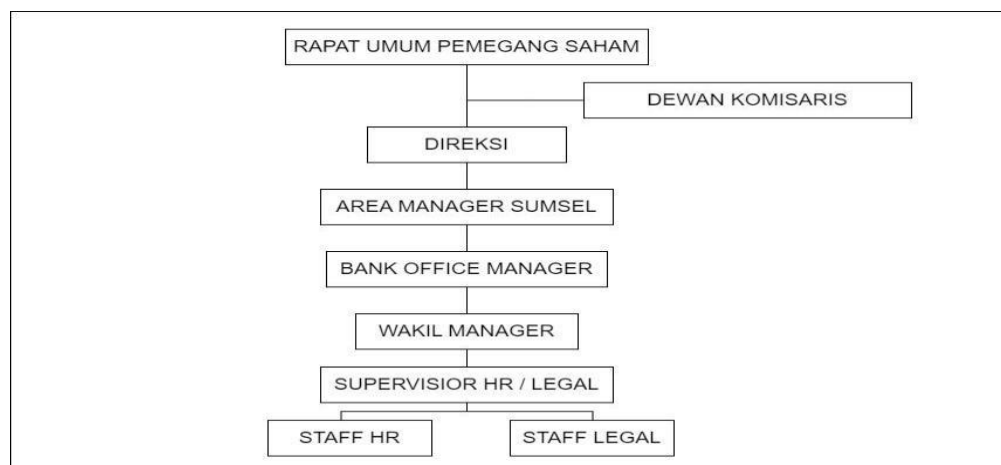 RAPAT UMUM PEMEGANG SAHAM
DEWAN KOMISARIS
DIREKSI
AREA MANAGER SUMSEL
BANK OFFICE MANAGER
WAKIL MANAGER
SUPERVISIOR HR / LEGAL
STAFF HR
STAFF LEGAL